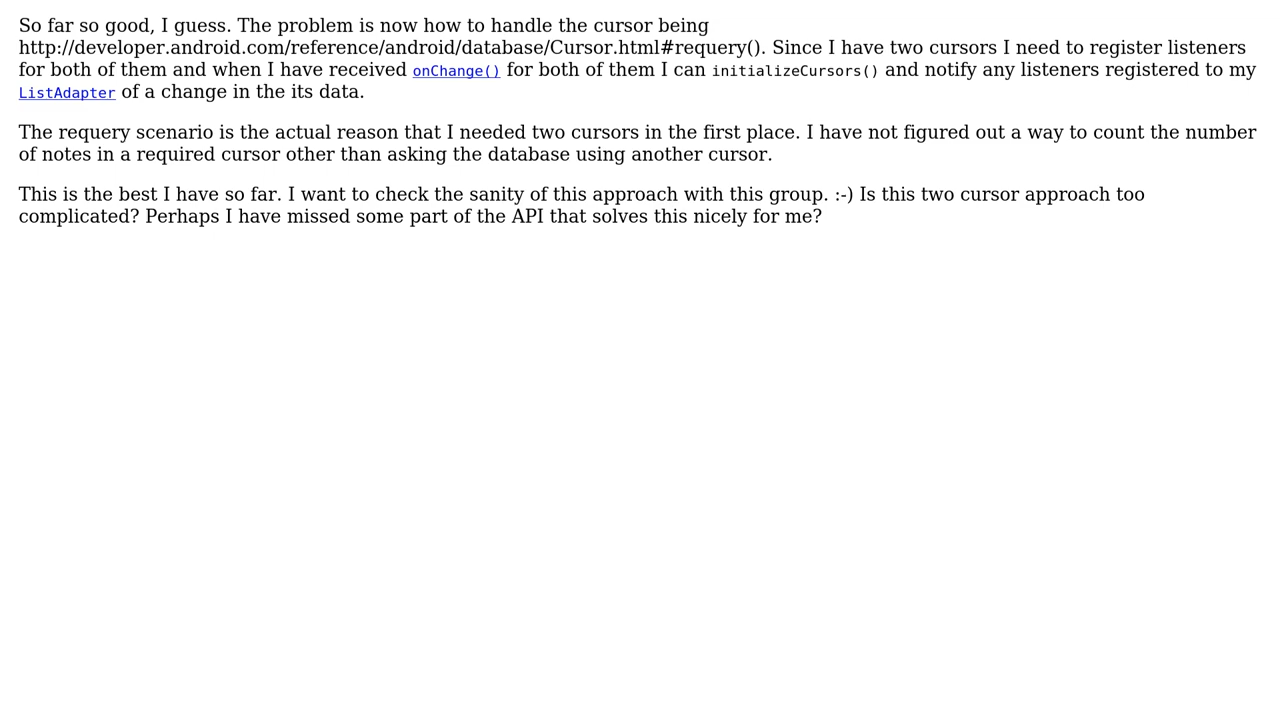 So far so good, I guess. The problem is now how to handle the cursor being
http://developer.android.com/reference/android/database/Cursor.html#requery(). Since I have two cursors I need to register listeners
for both of them and when I have received onChange() for both of them I can initializeCursors() and notify any listeners registered to my
ListAdapter of a change in the its data.
The requery scenario is the actual reason that I needed two cursors in the first place. I have not figured out a way to count the number
of notes in a required cursor other than asking the database using another cursor.
This is the best I have so far. I want to check the sanity of this approach with this group. :-) Is this two cursor approach too
complicated? Perhaps I have missed some part of the API that solves this nicely for me?